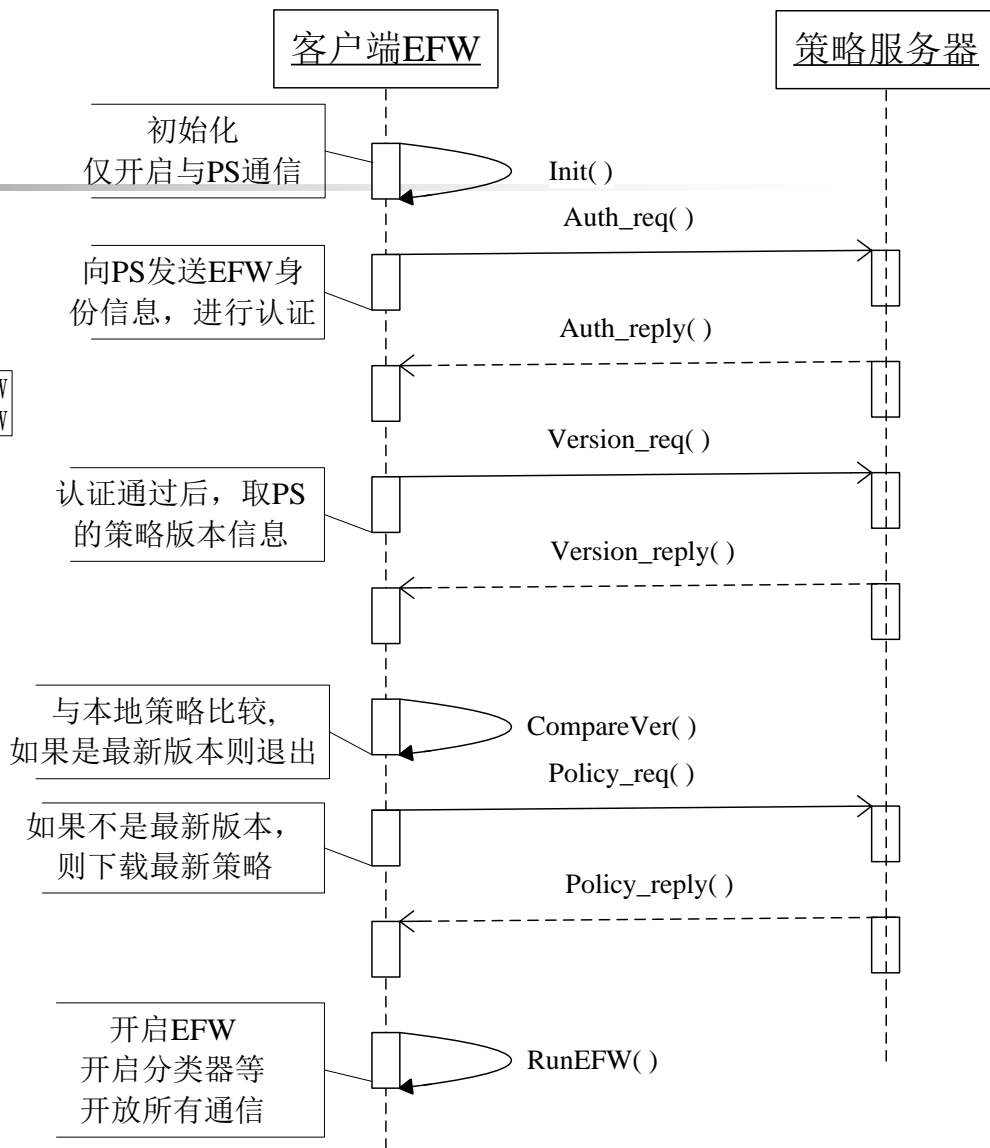 客户端EFW
策略服务器
初始化
仅开启与PS通信
Init( )
Auth_req( )
向PS发送EFW身
份信息，进行认证
Auth_reply( )
W
W
Version_req( )
认证通过后，取PS
的策略版本信息
Version_reply( )
与本地策略比较,
如果是最新版本则退出
CompareVer( )
Policy_req( )
如果不是最新版本，
则下载最新策略
Policy_reply( )
开启EFW
开启分类器等
开放所有通信
RunEFW( )